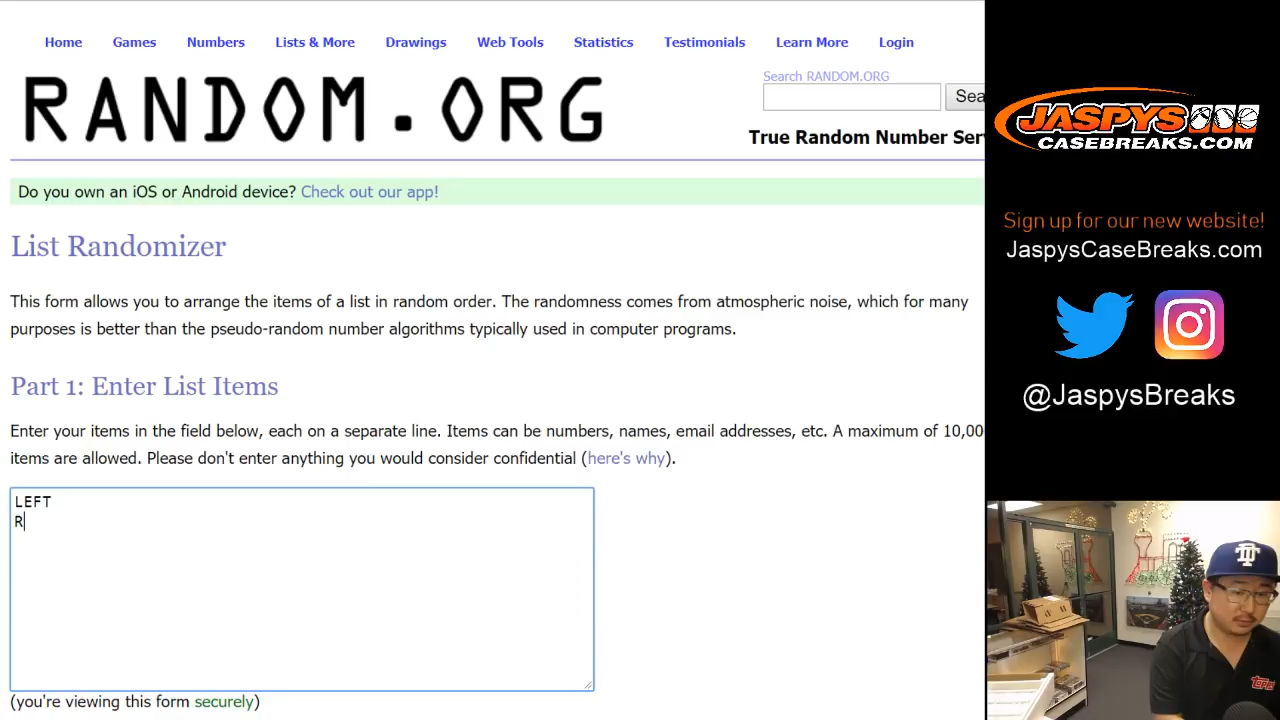 Home Games Numbers Lists & More Drawings Web Tools Statistics Testimonials Learn More Login
RANDOM.ORG
Search RANDOM.ORG
Sea
True Random Number Ser
Do you own an iOS or Android device? Check out our app!
List Randomizer
This form allows you to arrange the items of a list in random order. The randomness comes from atmospheric noise, which for many
purposes is better than the pseudo-random number algorithms typically used in computer programs.
Part 1: Enter List Items
Enter your items in the field below, each on a separate line. Items can be numbers, names, email addresses, etc. A maximum of 10,00
items are allowed. Please don't enter anything you would consider confidential (here's why).
LEFT
R
(you're viewing this form securely)
JASPYS
CASEBREAKS.COM
Sign up for our new website!
JaspysCaseBreaks.com
@JaspysBreaks
TD
Topps